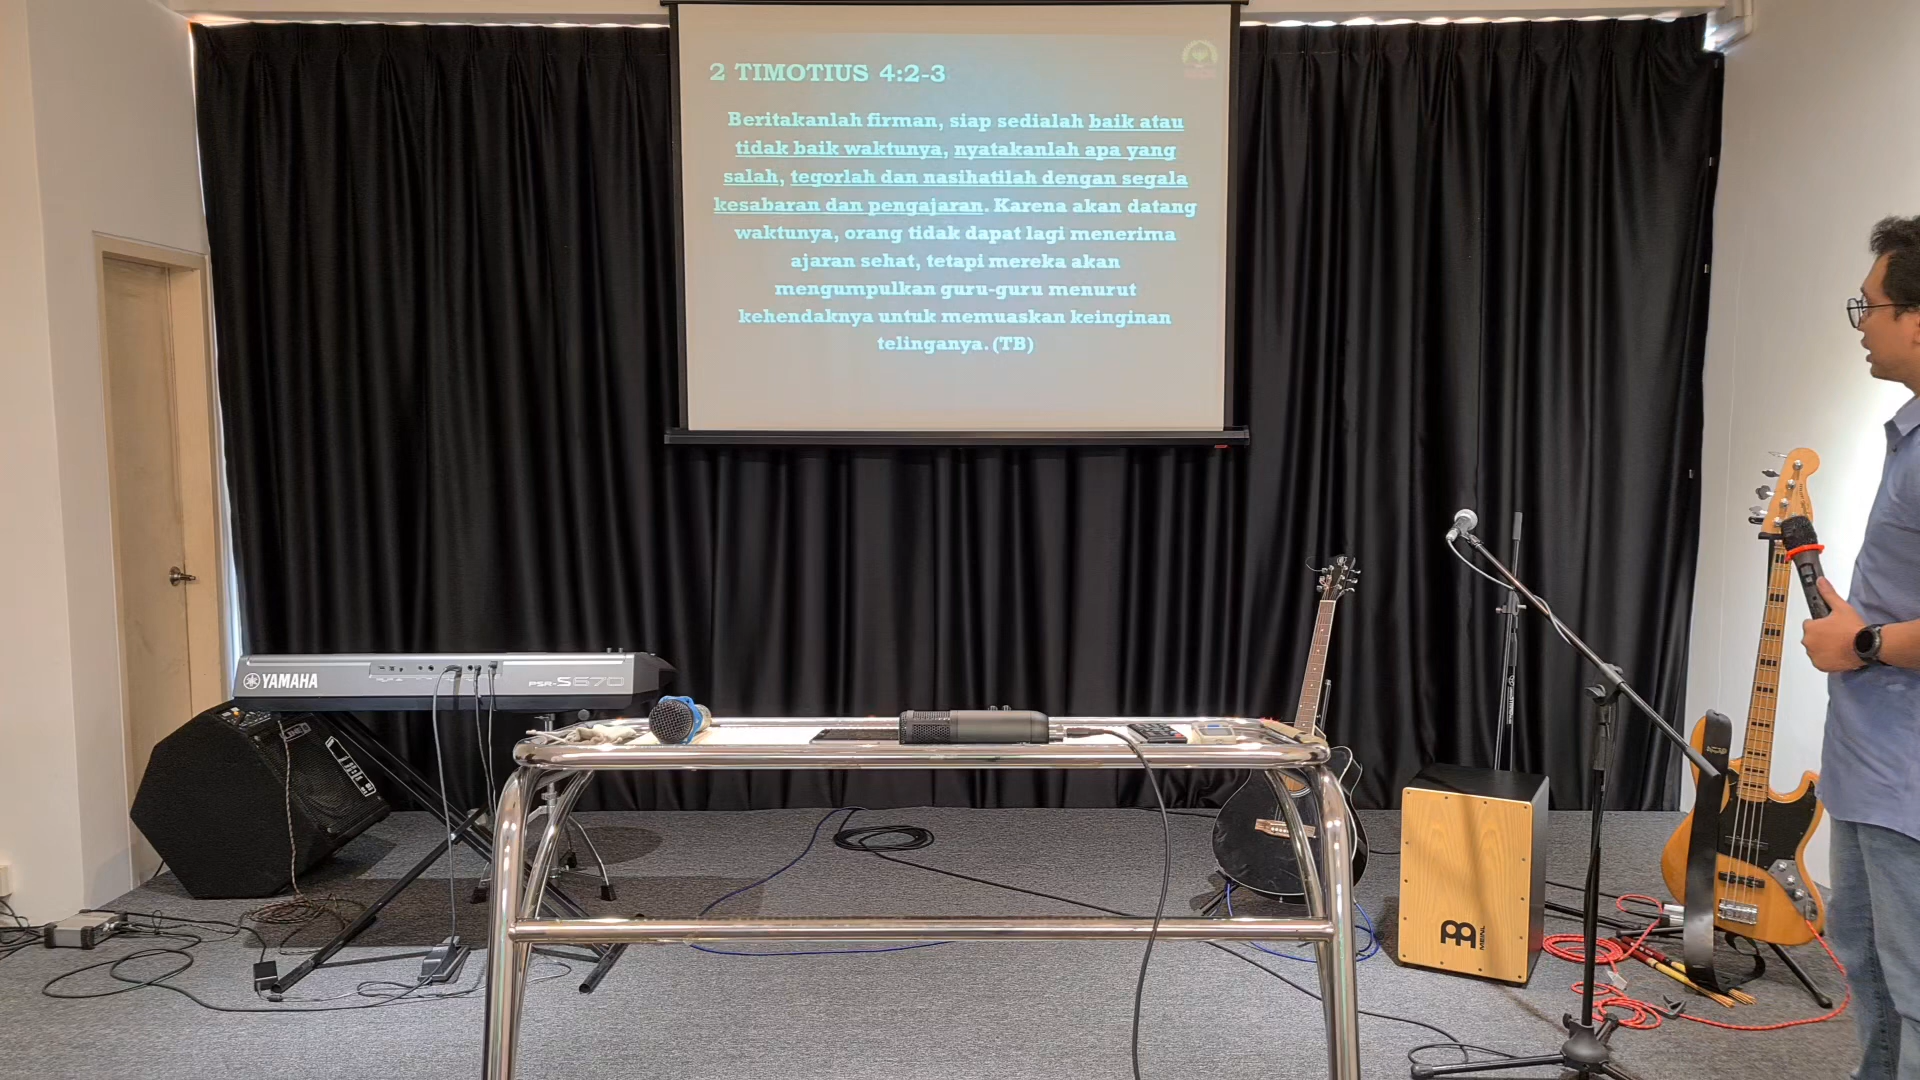 2 TIMOTIUS 4:2-3
Beritakanlah firman, siap sedialah baik atau
tidak baik waktunya, nyatakanlah apa yang
salah, tegorlah dan nasihatilah dengan segala
kesabaran dan pengajaran. Karena akan datang
waktunya, orang tidak dapat lagi menerima
ajaran sehat, tetapi mereka akan
mengumpulkan guru-guru menurut
kehendaknya untuk memuaskan keinginan
telinganya. (TB)
YAMAHA
PSR-S670
MEINL